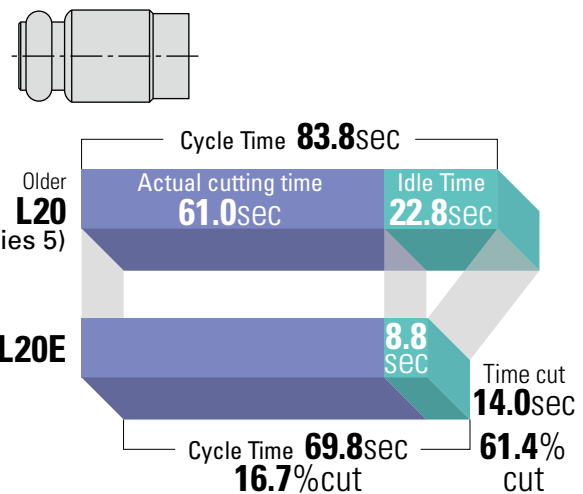 Cycle Time 83.8sec
Older
L20
ies 5)
Actual cutting time
61.0sec
Idle Time
22.8sec
L20E
8.8
sec
Time cut
14.0sec
61.4%
cut
Cycle Time 69.8sec
16.7%cut